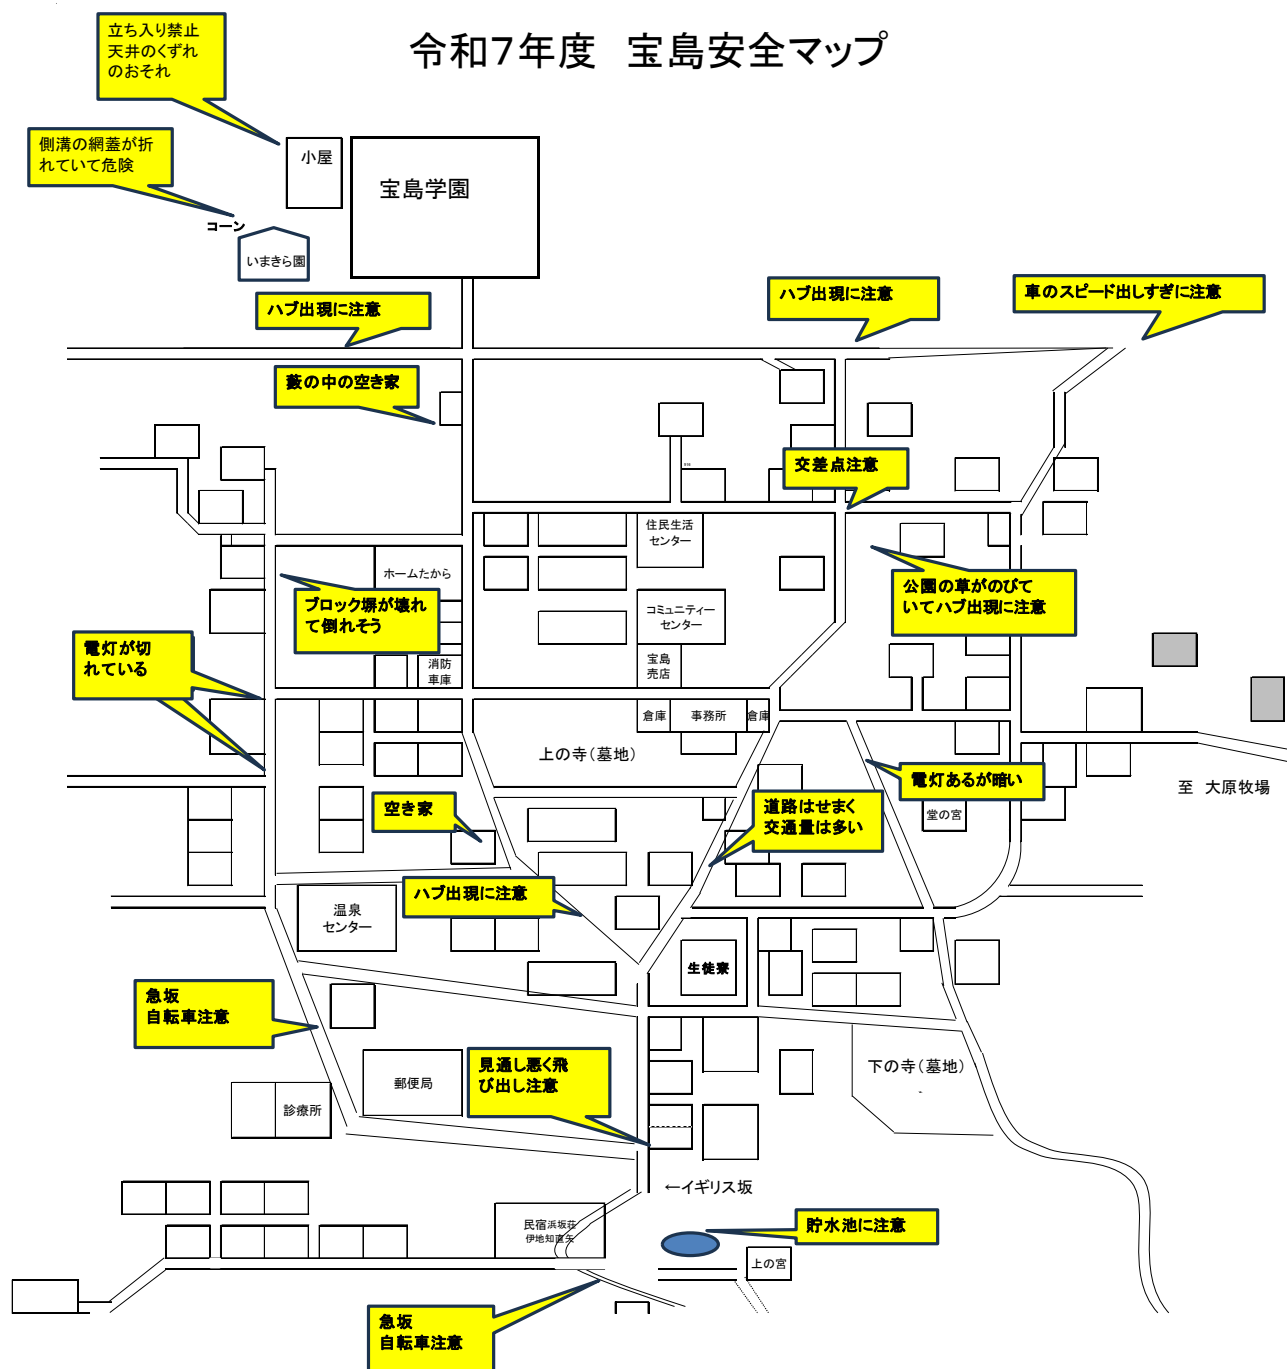 令和7年度　宝島安全マップ
立ち入り禁止
天井のくずれ
のおそれ
側溝の網蓋が折
れていて危険
小屋
宝島学園
コーン
いまきら園
ハブ出現に注意
ハブ出現に注意
車のスピード出しすぎに注意
藪の中の空き家
交差点注意
住民生活
センター
ホームたから
ブロック塀が壊れ
て倒れそう
公園の草がのびて
いてハブ出現に注意
コミュニティー
センター
電灯が切
れている
消防
車庫
宝島
売店
倉庫
事務所
倉庫
上の寺（墓地）
電灯あるが暗い
至 大原牧場
空き家
道路はせまく
交通量は多い
堂の宮
ハブ出現に注意
温泉
センター
生徒寮
急坂
自転車注意
見通し悪く飛
び出し注意
郵便局
下の寺（墓地）
診療所
←イギリス坂
民宿浜坂荘
伊地知直矢
貯水池に注意
上の宮
急坂
自転車注意